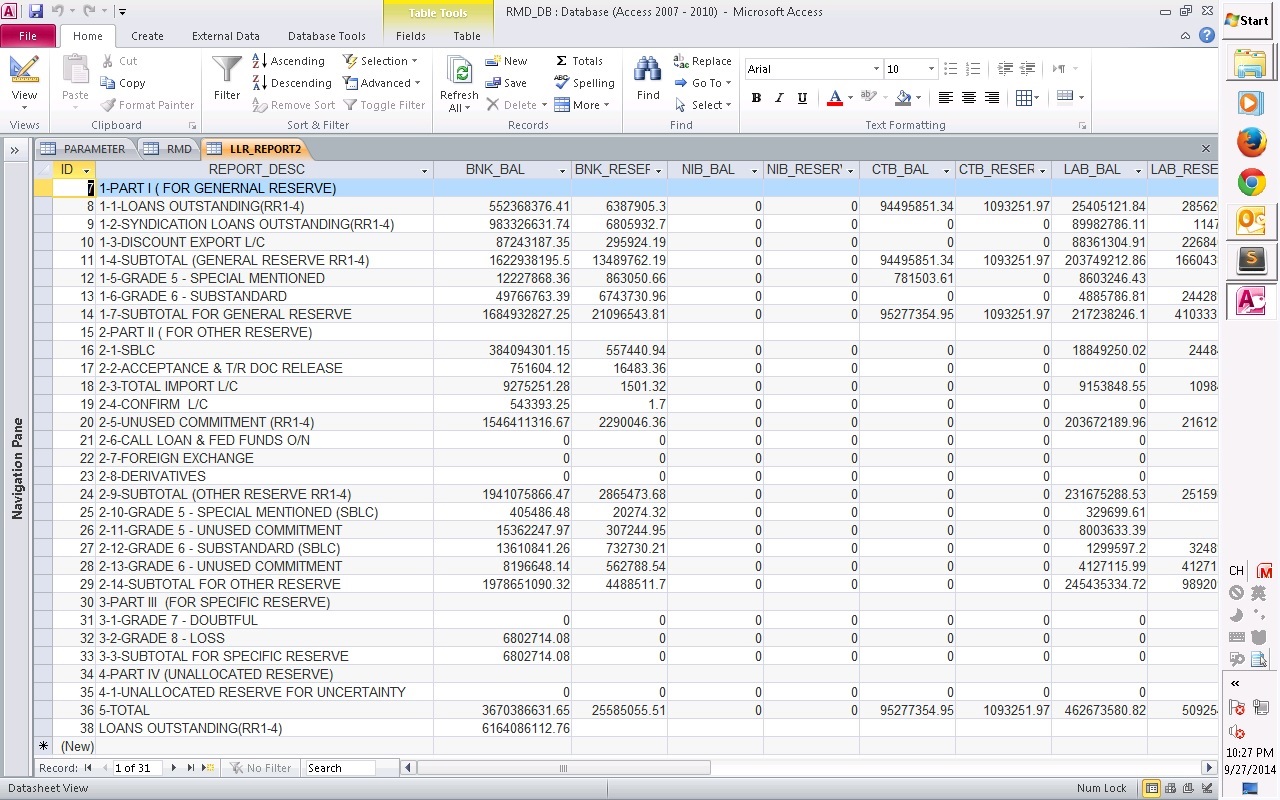 RMD_DB : Database (Access 2007 - 2010) - Microsoft Access
Table Tools
Start
File Home Create External Data Database Tools Fields Table
View Paste Cut Copy Format Painter
Filter Ascending Descending Remove Sort Selection Advanced Toggle Filter
Refresh All New Save Delete Totals Spelling More
Find Replace Go To Select
Arial 10
B I U A ab
Views Clipboard Sort & Filter Records Find Text Formatting
PARAMETER RMD LLR_REPORT2
Navigation Pane
ID REPORT_DESC BNK_BAL BNK_RESER NIB_BAL NIB_RESER CTB_BAL CTB_RESER LAB_BAL LAB_RESE
7 1-PART I ( FOR GENERNAL RESERVE)
8 1-1-LOANS OUTSTANDING(RR1-4) 552368376.41 6387905.3 0 0 94495851.34 1093251.97 25405121.84 28562
9 1-2-SYNDICATION LOANS OUTSTANDING(RR1-4) 983326631.74 6805932.7 0 0 0 0 89982786.11 1147
10 1-3-DISCOUNT EXPORT L/C 87243187.35 295924.19 0 0 0 0 88361304.91 22684
11 1-4-SUBTOTAL (GENERAL RESERVE RR1-4) 1622938195.5 13489762.19 0 0 94495851.34 1093251.97 203749212.86 166043
12 1-5-GRADE 5 - SPECIAL MENTIONED 12227868.36 863050.66 0 0 781503.61 0 8603246.43
13 1-6-GRADE 6 - SUBSTANDARD 49766763.39 6743730.96 0 0 0 0 4885786.81 24428
14 1-7-SUBTOTAL FOR GENERAL RESERVE 1684932827.25 21096543.81 0 0 95277354.95 1093251.97 217238246.1 410333
15 2-PART II ( FOR OTHER RESERVE)
16 2-1-SBLC 384094301.15 557440.94 0 0 0 0 18849250.02 2448
17 2-2-ACCEPTANCE & T/R DOC RELEASE 751604.12 16483.36 0 0 0 0 0
18 2-3-TOTAL IMPORT L/C 9275251.28 1501.32 0 0 0 0 9153848.55 1098
19 2-4-CONFIRM  L/C 543393.25 1.7 0 0 0 0 0
20 2-5-UNUSED COMMITMENT (RR1-4) 1546411316.67 2290046.36 0 0 0 0 203672189.96 21612
21 2-6-CALL LOAN & FED FUNDS O/N 0 0 0 0 0 0 0
22 2-7-FOREIGN EXCHANGE 0 0 0 0 0 0 0
23 2-8-DERIVATIVES 0 0 0 0 0 0 0
24 2-9-SUBTOTAL (OTHER RESERVE RR1-4) 1941075866.47 2865473.68 0 0 0 0 231675288.53 25159
25 2-10-GRADE 5 - SPECIAL MENTIONED (SBLC) 405486.48 20274.32 0 0 0 0 329699.61
26 2-11-GRADE 5 - UNUSED COMMITMENT 15362247.97 307244.95 0 0 0 0 8003633.39
27 2-12-GRADE 6 - SUBSTANDARD (SBLC) 13610841.26 732730.21 0 0 0 0 1299597.2 3248
28 2-13-GRADE 6 - UNUSED COMMITMENT 8196648.14 562788.54 0 0 0 0 4127115.99 41271
29 2-14-SUBTOTAL FOR OTHER RESERVE 1978651090.32 4488511.7 0 0 0 0 245435334.72 98920
30 3-PART III  (FOR SPECIFIC RESERVE)
31 3-1-GRADE 7 - DOUBTFUL 0 0 0 0 0 0 0
32 3-2-GRADE 8 - LOSS 6802714.08 0 0 0 0 0 0
33 3-3-SUBTOTAL FOR SPECIFIC RESERVE 6802714.08 0 0 0 0 0 0
34 4-PART IV (UNALLOCATED RESERVE)
35 4-1-UNALLOCATED RESERVE FOR UNCERTAINTY 0 0 0 0 0 0 0
36 5-TOTAL 3670386631.65 25585055.51 0 0 95277354.95 1093251.97 462673580.82 50925
38 LOANS OUTSTANDING(RR1-4) 6164086112.76
(New)
Record: 1 of 31 No Filter Search
Datasheet View Num Lock
CH
英
10:27 PM
9/27/2014